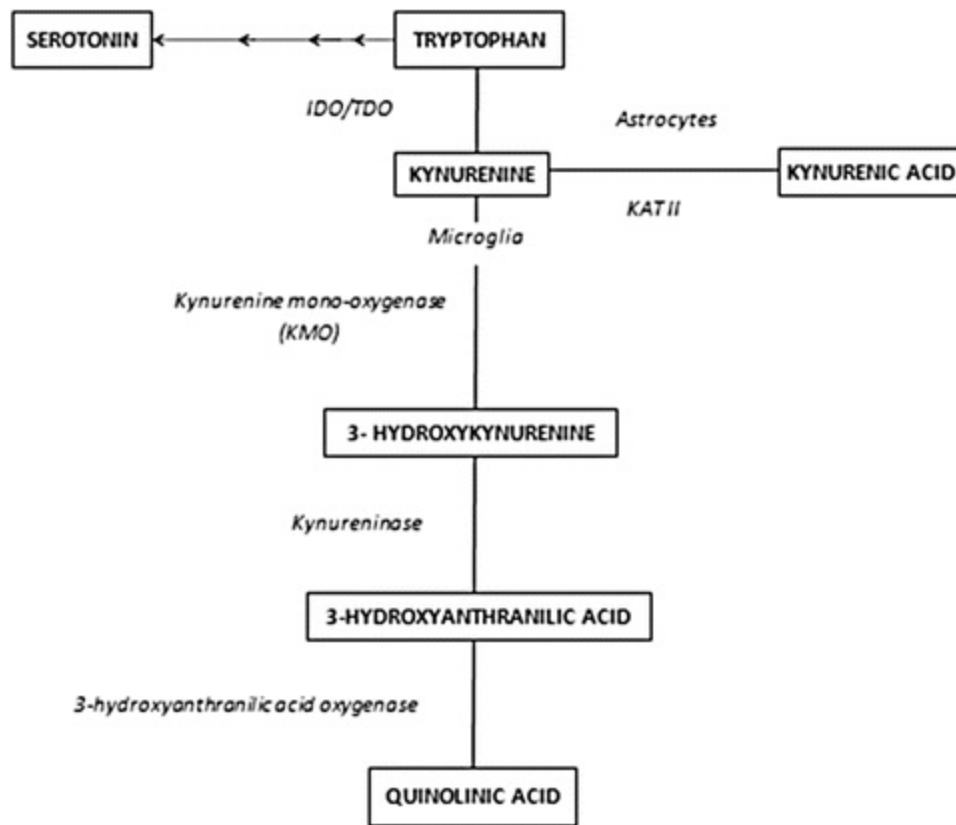 SEROTONIN
TRYPTOPHAN
IDO/TDO
Astrocytes
KYNURENINE
KYNURENIC ACID
KAT II
Microglia
Kynurenine mono-oxygenase
(KMO)
3- HYDROXYKYNURENINE
Kynureninase
3-HYDROXYANTHRANILIC ACID
3-hydroxyanthranilic acid oxygenase
QUINOLINIC ACID